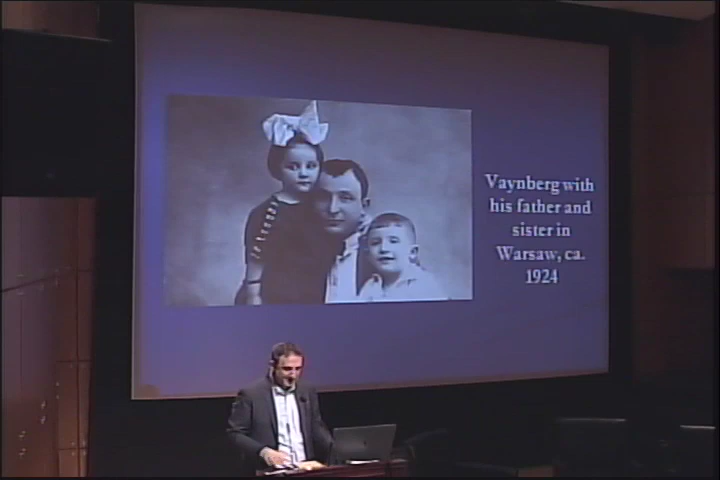 Vaynberg with
his father and
sister in
Warsaw, ca.
1924